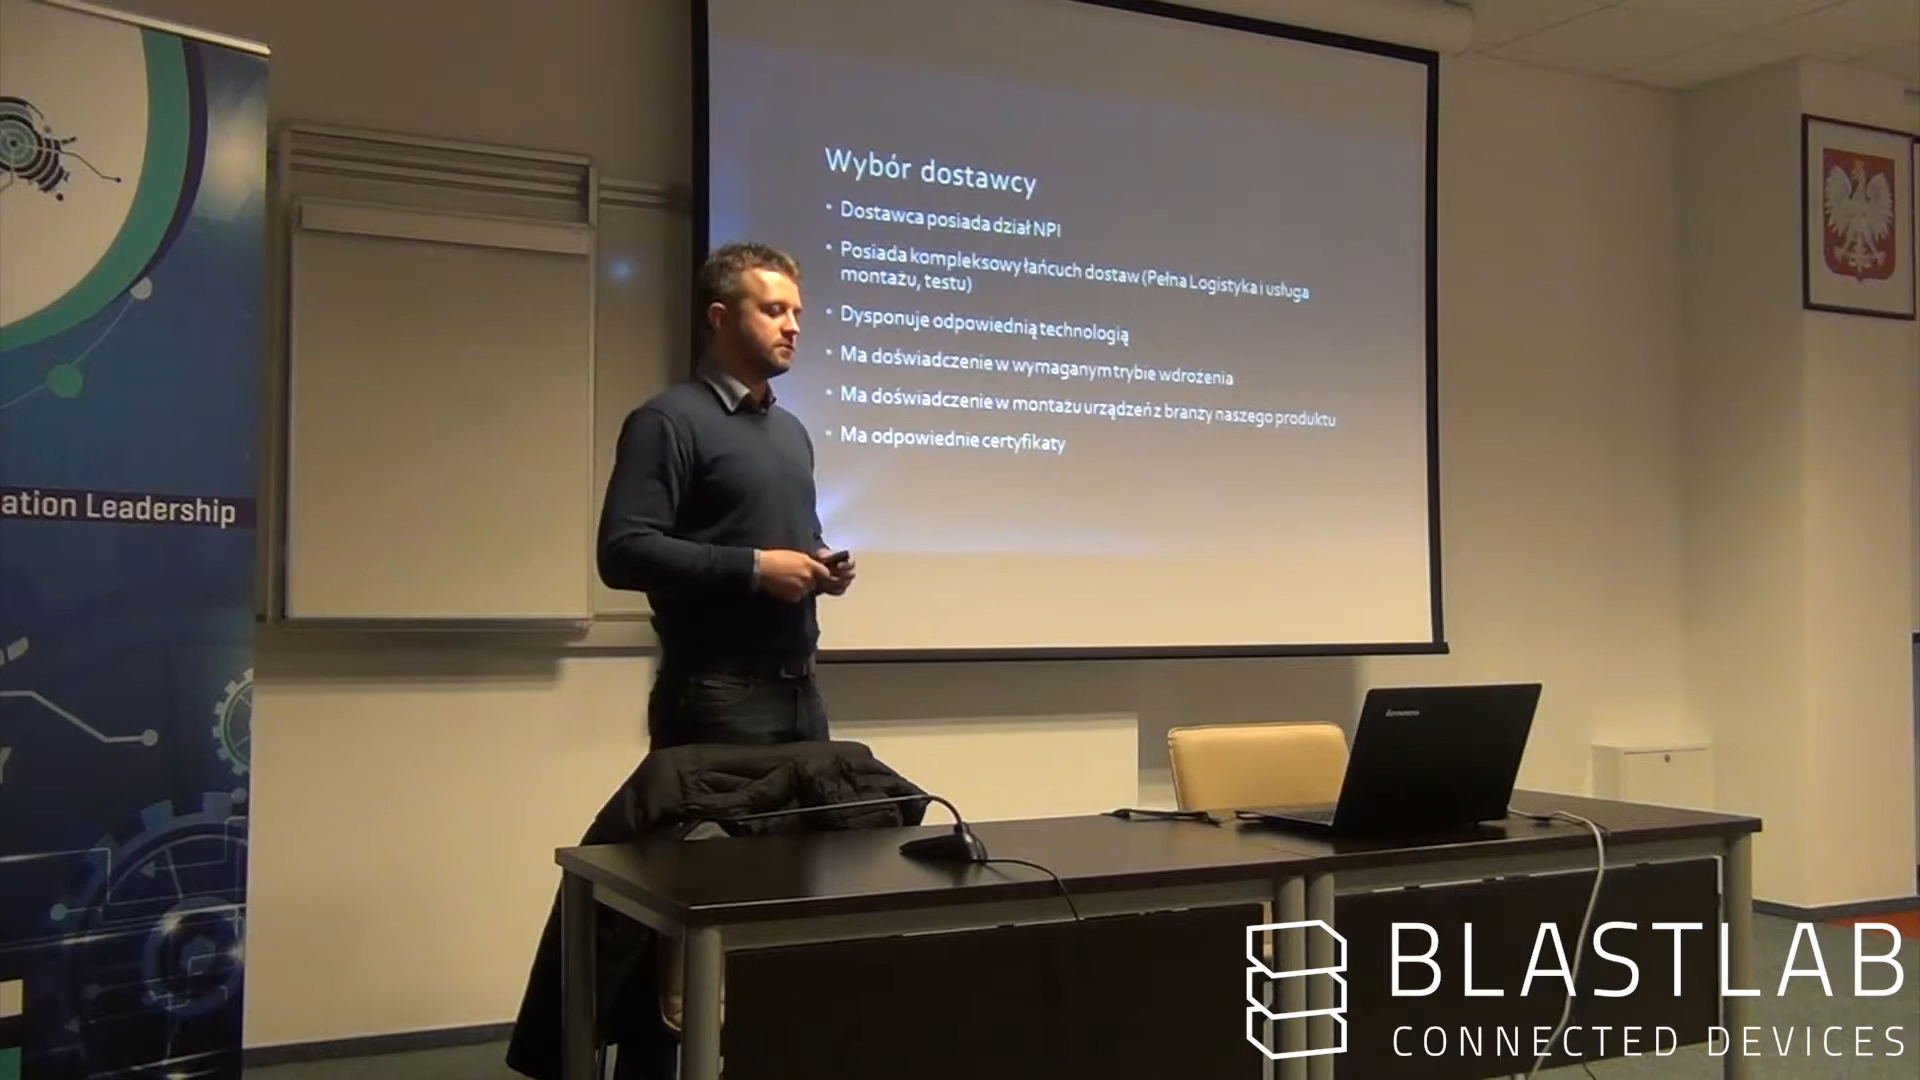 Wybór dostawcy
• Dostawca posiada dział NPI
• Posiada kompleksowy łańcuch dostaw (Pełna Logistyka i usługa
montażu, testu)
• Dysponuje odpowiednią technologią
• Ma doświadczenie w wymaganym trybie wdrożenia
• Ma doświadczenie w montażu urządzeń z branży naszego produktu
• Ma odpowiednie certyfikaty
ation Leadership
Lenovo
BLASTLAB
CONNECTED DEVICES